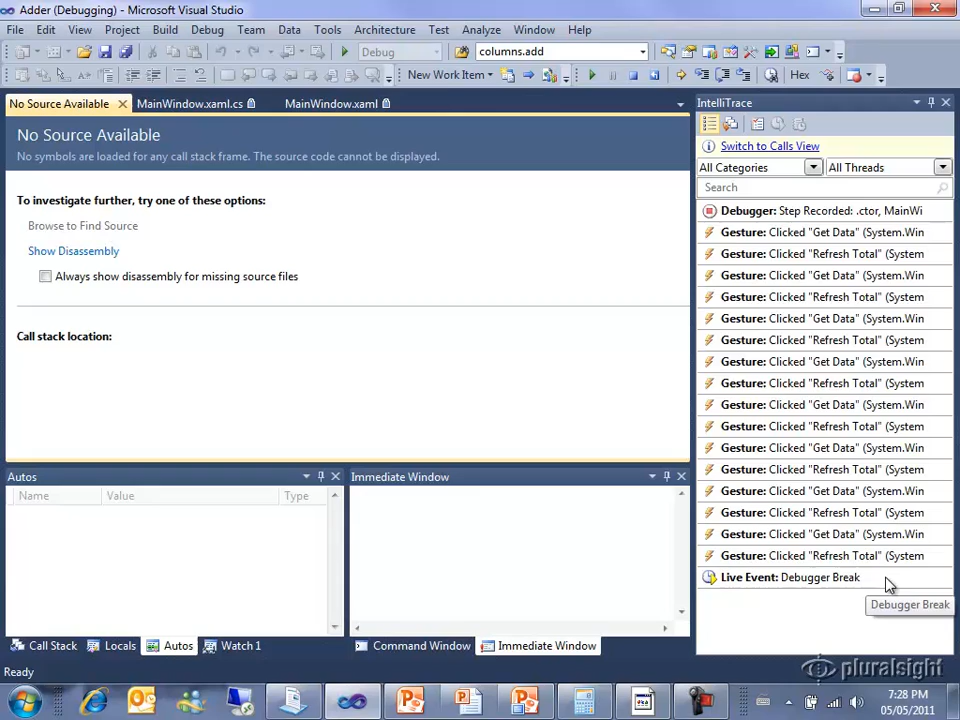 Adder (Debugging) - Microsoft Visual Studio
File Edit View Project Build Debug Team Data Tools Architecture Test Analyze Window Help
Debug columns.add
New Work Item Hex
No Source Available MainWindow.xaml.cs MainWindow.xaml
No Source Available
No symbols are loaded for any call stack frame. The source code cannot be displayed.
To investigate further, try one of these options:
Browse to Find Source
Show Disassembly
Always show disassembly for missing source files
Call stack location:
IntelliTrace
Switch to Calls View
All Categories All Threads
Search
Debugger: Step Recorded: .ctor, MainWi
Gesture: Clicked "Get Data" (System.Win
Gesture: Clicked "Refresh Total" (System
Gesture: Clicked "Get Data" (System.Win
Gesture: Clicked "Refresh Total" (System
Gesture: Clicked "Get Data" (System.Win
Gesture: Clicked "Refresh Total" (System
Gesture: Clicked "Get Data" (System.Win
Gesture: Clicked "Refresh Total" (System
Gesture: Clicked "Get Data" (System.Win
Gesture: Clicked "Refresh Total" (System
Gesture: Clicked "Get Data" (System.Win
Gesture: Clicked "Refresh Total" (System
Gesture: Clicked "Get Data" (System.Win
Gesture: Clicked "Refresh Total" (System
Gesture: Clicked "Get Data" (System.Win
Gesture: Clicked "Refresh Total" (System
Live Event: Debugger Break
Debugger Break
Autos
Name Value Type
Immediate Window
Call Stack Locals Autos Watch 1
Command Window Immediate Window
Ready
pluralsight
7:28 PM
05/05/2011